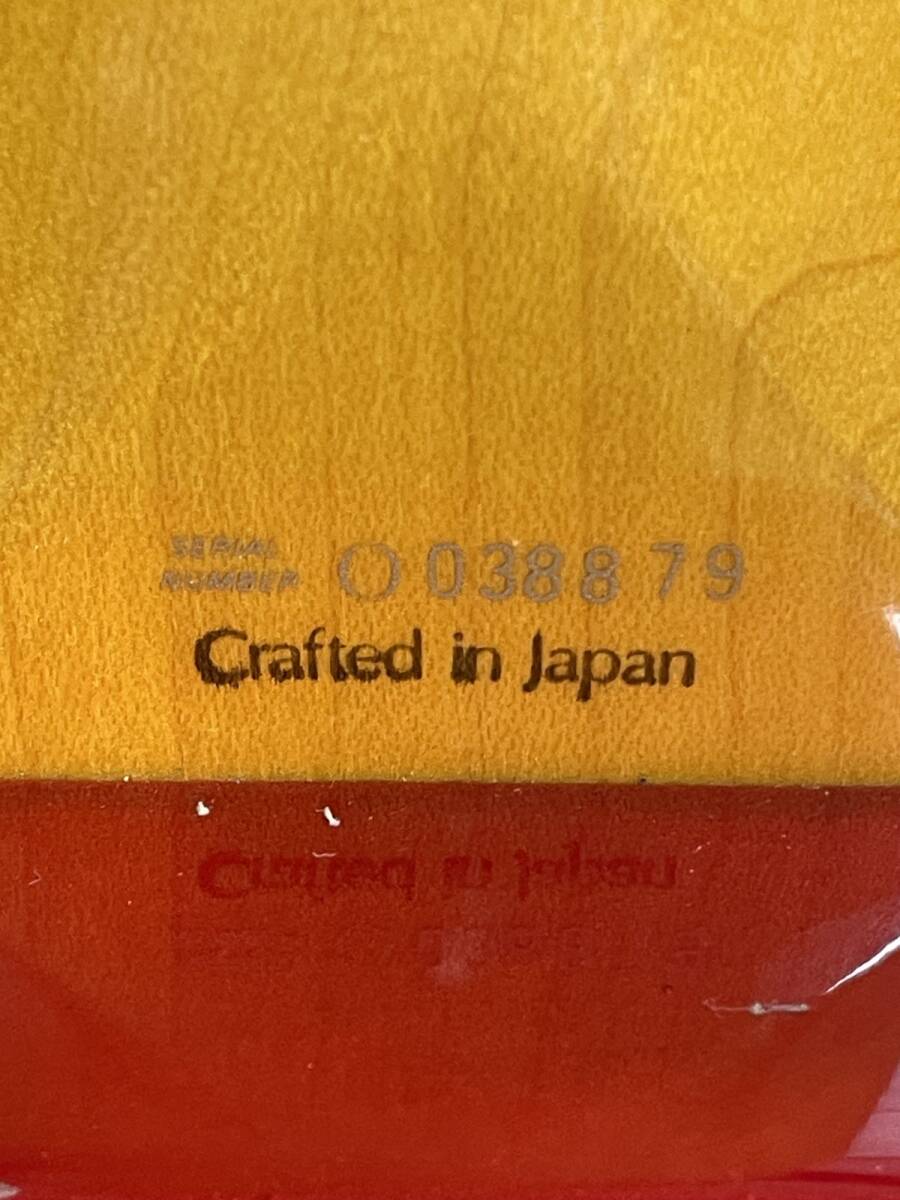 SERIAL
NUMBER O038879
Crafted in Japan